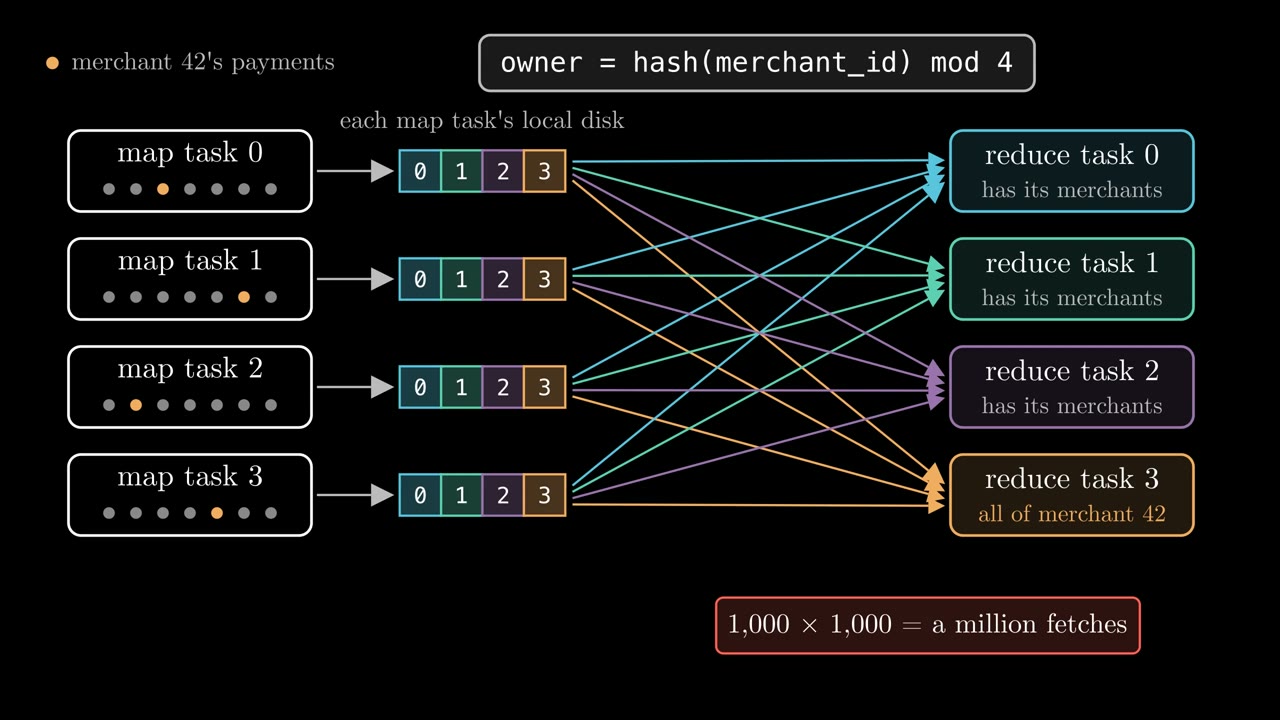 merchant 42's payments
owner = hash(merchant_id) mod 4
each map task's local disk
map task 0
0 1 2 3
reduce task 0
has its merchants
map task 1
0 1 2 3
reduce task 1
has its merchants
map task 2
0 1 2 3
reduce task 2
has its merchants
map task 3
0 1 2 3
reduce task 3
all of merchant 42
1,000 × 1,000 = a million fetches